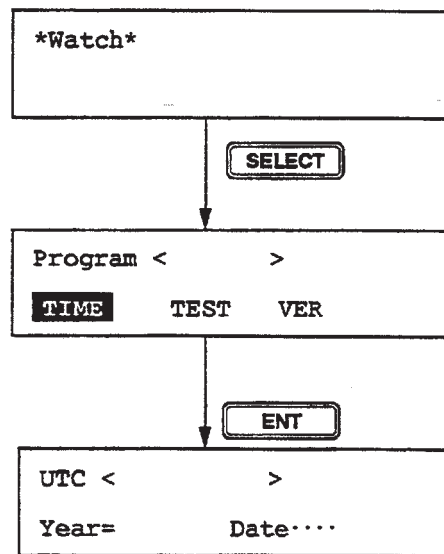 *Watch*
SELECT
Program <        >
TIME    TEST    VER
ENT
UTC <            >
Year=        Date････